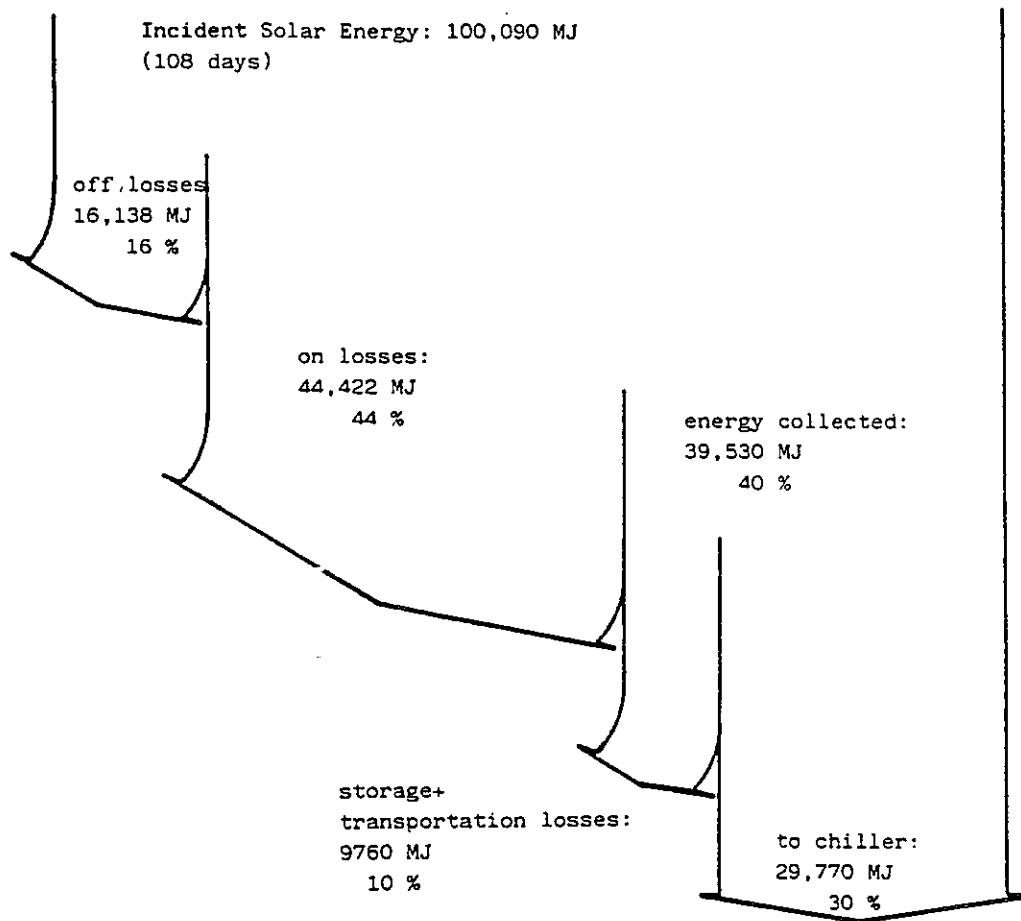 Incident Solar Energy: 100,090 MJ
(108 days)
off losses
16,138 MJ
16 %
on losses:
44,422 MJ
44 %
energy collected:
39,530 MJ
40 %
storage+
transportation losses:
9760 MJ
10 %
to chiller:
29,770 MJ
30 %